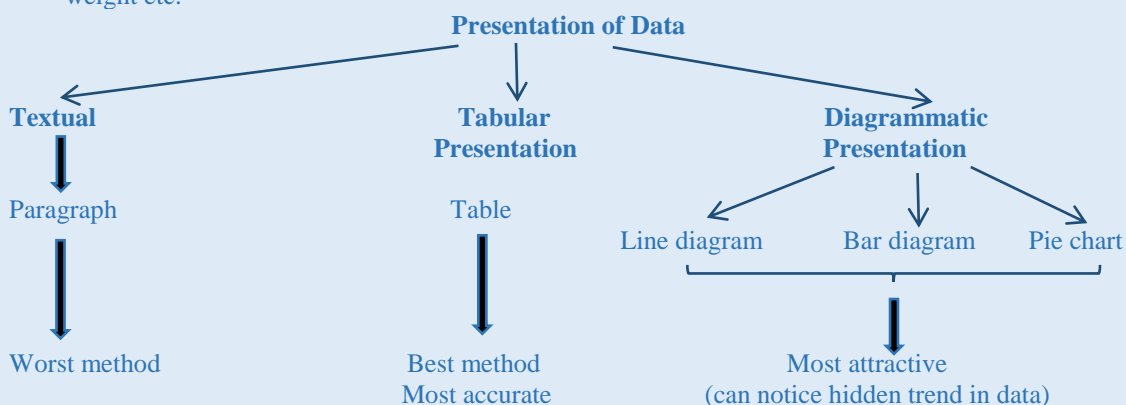 weight etc.
Presentation of Data
Textual
Tabular
Presentation
Diagrammatic
Presentation
Paragraph
Table
Line diagram
Bar diagram
Pie chart
Worst method
Best method
Most accurate
Most attractive
(can notice hidden trend in data)